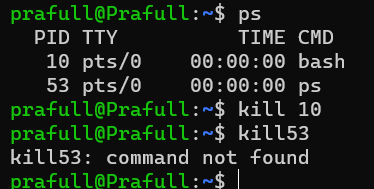 prafull@Prafull:~$ ps
  PID TTY          TIME CMD
   10 pts/0    00:00:00 bash
   53 pts/0    00:00:00 ps
prafull@Prafull:~$ kill 10
prafull@Prafull:~$ kill53
kill53: command not found
prafull@Prafull:~$